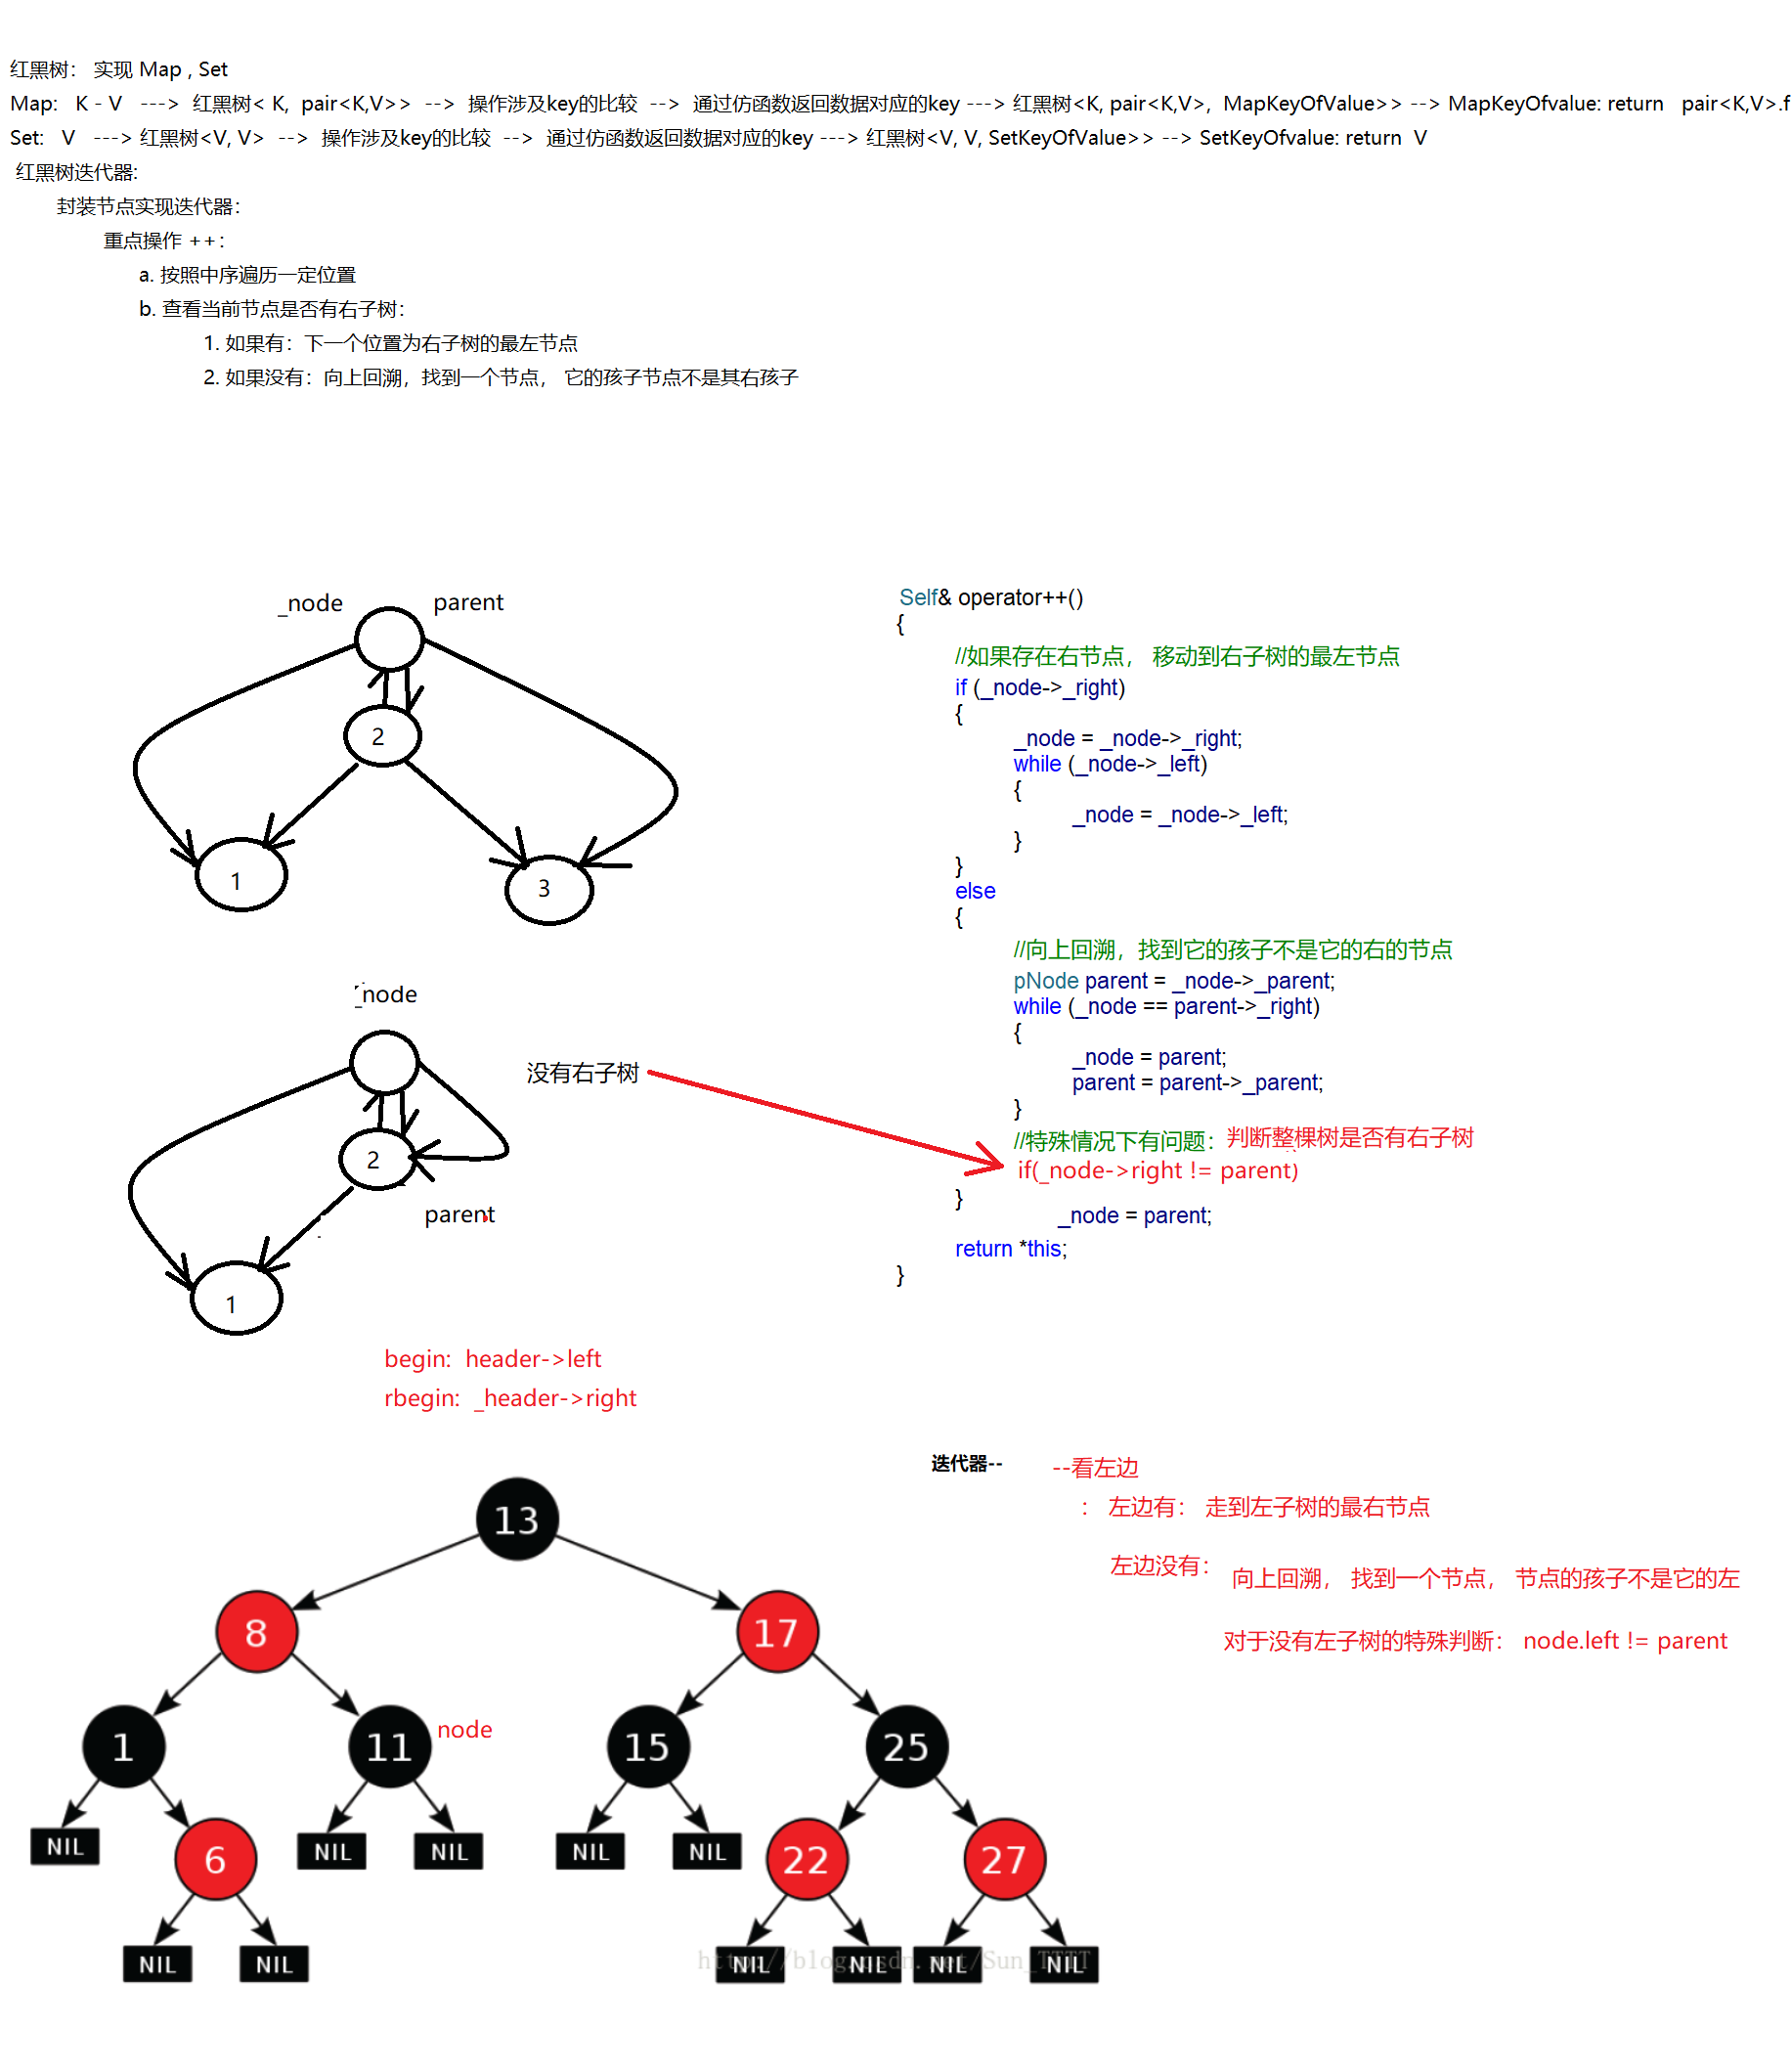 红黑树： 实现 Map , Set
Map: K - V ---> 红黑树< K, pair<K,V>> --> 操作涉及key的比较 --> 通过仿函数返回数据对应的key ---> 红黑树<K, pair<K,V>, MapKeyOfValue>> --> MapKeyOfvalue: return pair<K,V>.f
Set: V ---> 红黑树<V, V> --> 操作涉及key的比较 --> 通过仿函数返回数据对应的key ---> 红黑树<V, V, SetKeyOfValue>> --> SetKeyOfvalue: return V
红黑树迭代器:
封装节点实现迭代器：
重点操作 ++：
a. 按照中序遍历一定位置
b. 查看当前节点是否有右子树：
1. 如果有：下一个位置为右子树的最左节点
2. 如果没有：向上回溯，找到一个节点， 它的孩子节点不是其右孩子
_node parent
2
1
3
Self& operator++()
{
//如果存在右节点， 移动到右子树的最左节点
if (_node->_right)
{
_node = _node->_right;
while (_node->_left)
{
_node = _node->_left;
}
}
else
{
//向上回溯，找到它的孩子不是它的右的节点
pNode parent = _node->_parent;
while (_node == parent->_right)
{
_node = parent;
parent = parent->_parent;
}
//特殊情况下有问题：判断整棵树是否有右子树
if(_node->right != parent)
}
_node = parent;
return *this;
}
_node
没有右子树
2
parent
1
begin: header->left
rbegin: _header->right
迭代器-- --看左边
： 左边有： 走到左子树的最右节点
左边没有： 向上回溯， 找到一个节点， 节点的孩子不是它的左
对于没有左子树的特殊判断： node.left != parent
13
8 17
1 11 node 15 25
NIL 6 NIL NIL NIL NIL 22 27
NIL NIL NIL NIL NIL NIL
http://blog.csdn.net/Sun_TTTT